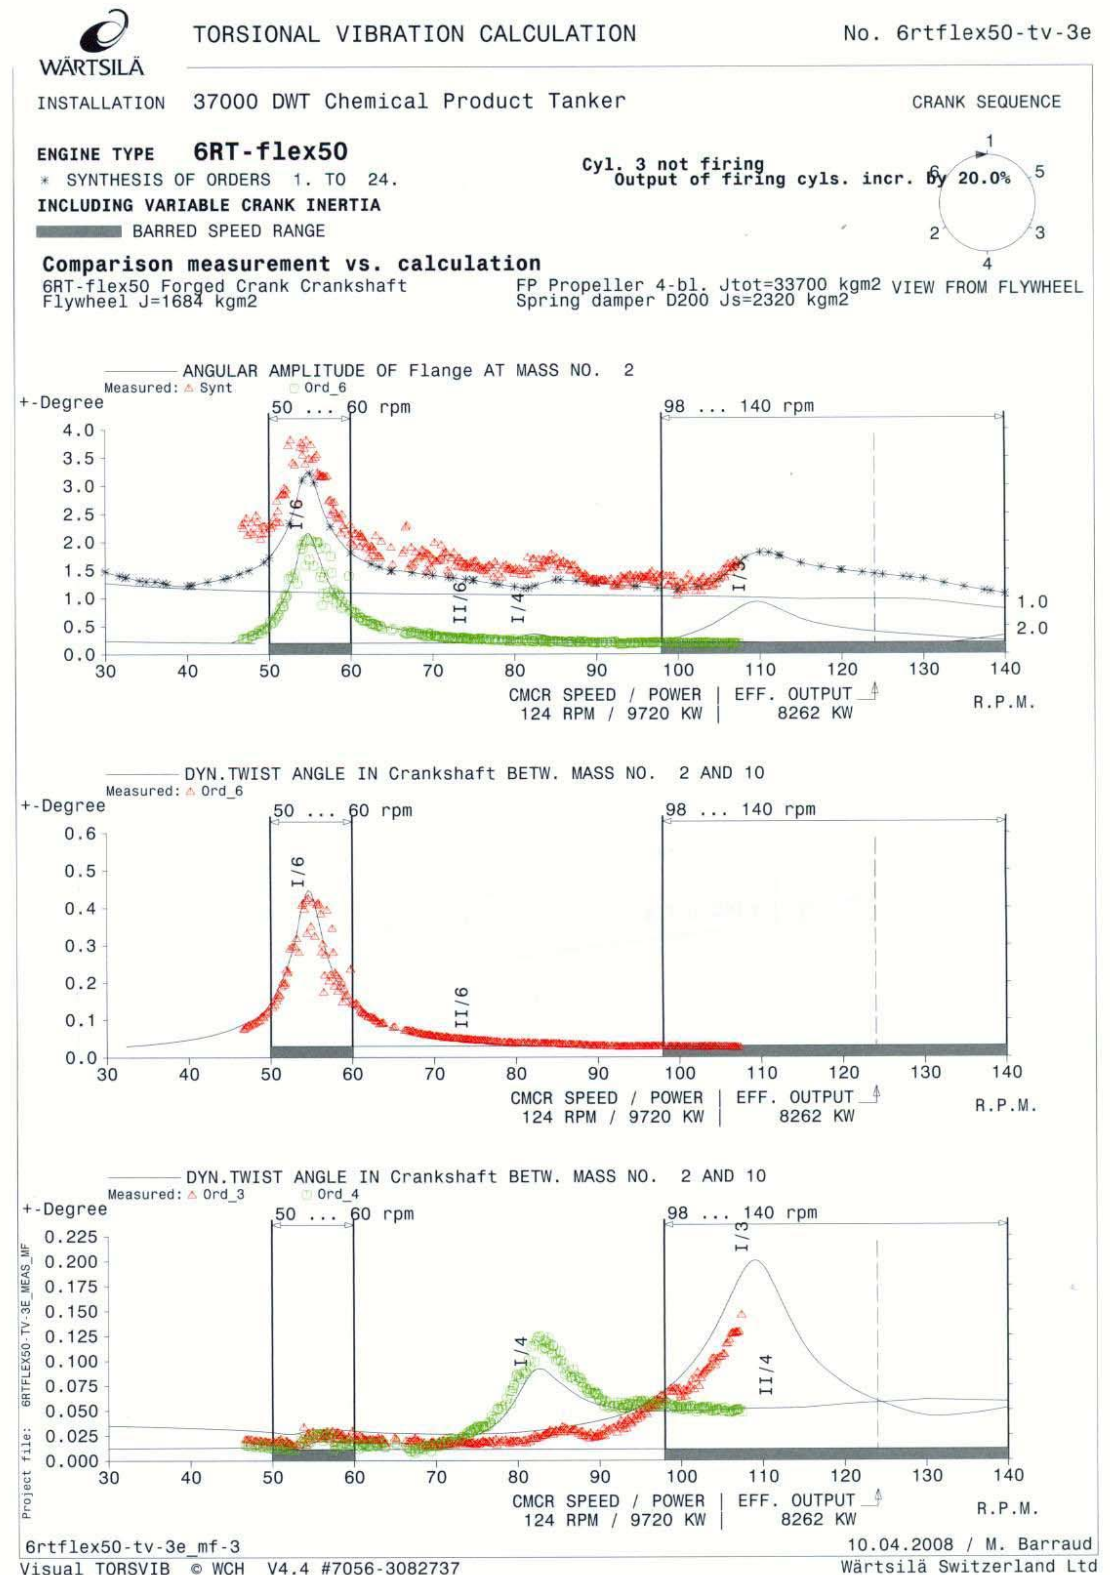 WÄRTSILÄ
TORSIONAL VIBRATION CALCULATION No. 6rtflex50-tv-3e
INSTALLATION 37000 DWT Chemical Product Tanker CRANK SEQUENCE
ENGINE TYPE 6RT-flex50
* SYNTHESIS OF ORDERS 1. TO 24.
INCLUDING VARIABLE CRANK INERTIA
BARRED SPEED RANGE
Cyl. 3 not firing
Output of firing cyls. incr. by 20.0%
1
6 5
2 3
4
VIEW FROM FLYWHEEL
Comparison measurement vs. calculation
6RT-flex50 Forged Crank Crankshaft FP Propeller 4-bl. Jtot=33700 kgm2
Flywheel J=1684 kgm2 Spring damper D200 Js=2320 kgm2
ANGULAR AMPLITUDE OF Flange AT MASS NO. 2
Measured: Synt Ord_6
+-Degree
50 ... 60 rpm 98 ... 140 rpm
4.0
3.5
3.0
2.5
2.0
1.5
1.0
0.5
0.0
I/6
II/6
I/4
I/3
1.0
2.0
30 40 50 60 70 80 90 100 110 120 130 140
CMCR SPEED / POWER | EFF. OUTPUT
124 RPM / 9720 KW | 8262 KW
R.P.M.
DYN.TWIST ANGLE IN Crankshaft BETW. MASS NO. 2 AND 10
Measured: Ord_6
+-Degree
50 ... 60 rpm 98 ... 140 rpm
0.6
0.5
0.4
0.3
0.2
0.1
0.0
I/6
II/6
30 40 50 60 70 80 90 100 110 120 130 140
CMCR SPEED / POWER | EFF. OUTPUT
124 RPM / 9720 KW | 8262 KW
R.P.M.
DYN.TWIST ANGLE IN Crankshaft BETW. MASS NO. 2 AND 10
Measured: Ord_3 Ord_4
+-Degree
50 ... 60 rpm 98 ... 140 rpm
0.225
0.200
0.175
0.150
0.125
0.100
0.075
0.050
0.025
0.000
I/4
I/3
II/4
30 40 50 60 70 80 90 100 110 120 130 140
CMCR SPEED / POWER | EFF. OUTPUT
124 RPM / 9720 KW | 8262 KW
R.P.M.
Project file: 6RTFLEX50-TV-3E_MEAS_MF
6rtflex50-tv-3e_mf-3 10.04.2008 / M. Barraud
Visual TORSVIB © WCH V4.4 #7056-3082737 Wärtsilä Switzerland Ltd